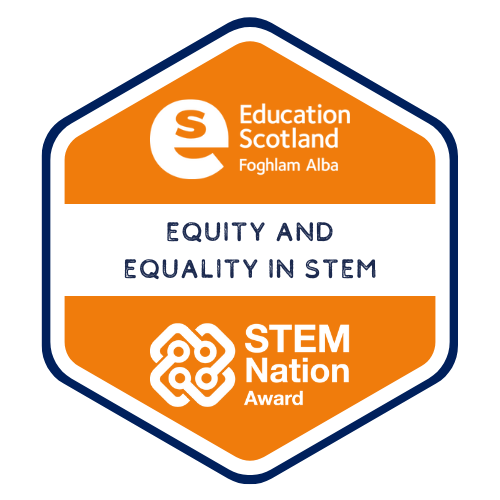 Education
Scotland
Foghlam Alba
EQUITY AND
EQUALITY IN STEM
STEM
Nation
Award